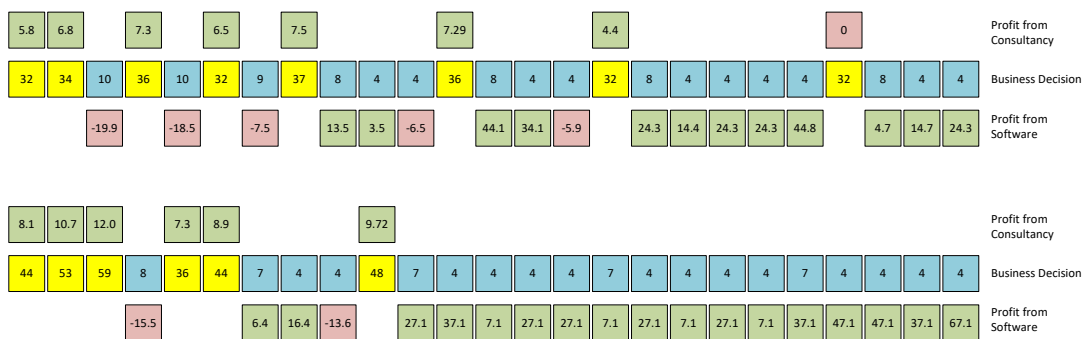 5.8 6.8 7.3 6.5 7.5 7.29 4.4 0 Profit from
Consultancy
32 34 10 36 10 32 9 37 8 4 4 36 8 4 4 32 8 4 4 4 4 32 8 4 4 Business Decision
-19.9 -18.5 -7.5 13.5 3.5 -6.5 44.1 34.1 -5.9 24.3 14.4 24.3 24.3 44.8 4.7 14.7 24.3 Profit from
Software
8.1 10.7 12.0 7.3 8.9 9.72 Profit from
Consultancy
44 53 59 8 36 44 7 4 4 48 7 4 4 4 4 7 4 4 4 4 7 4 4 4 4 Business Decision
-15.5 6.4 16.4 -13.6 27.1 37.1 7.1 27.1 27.1 7.1 27.1 7.1 27.1 7.1 37.1 47.1 47.1 37.1 67.1 Profit from
Software